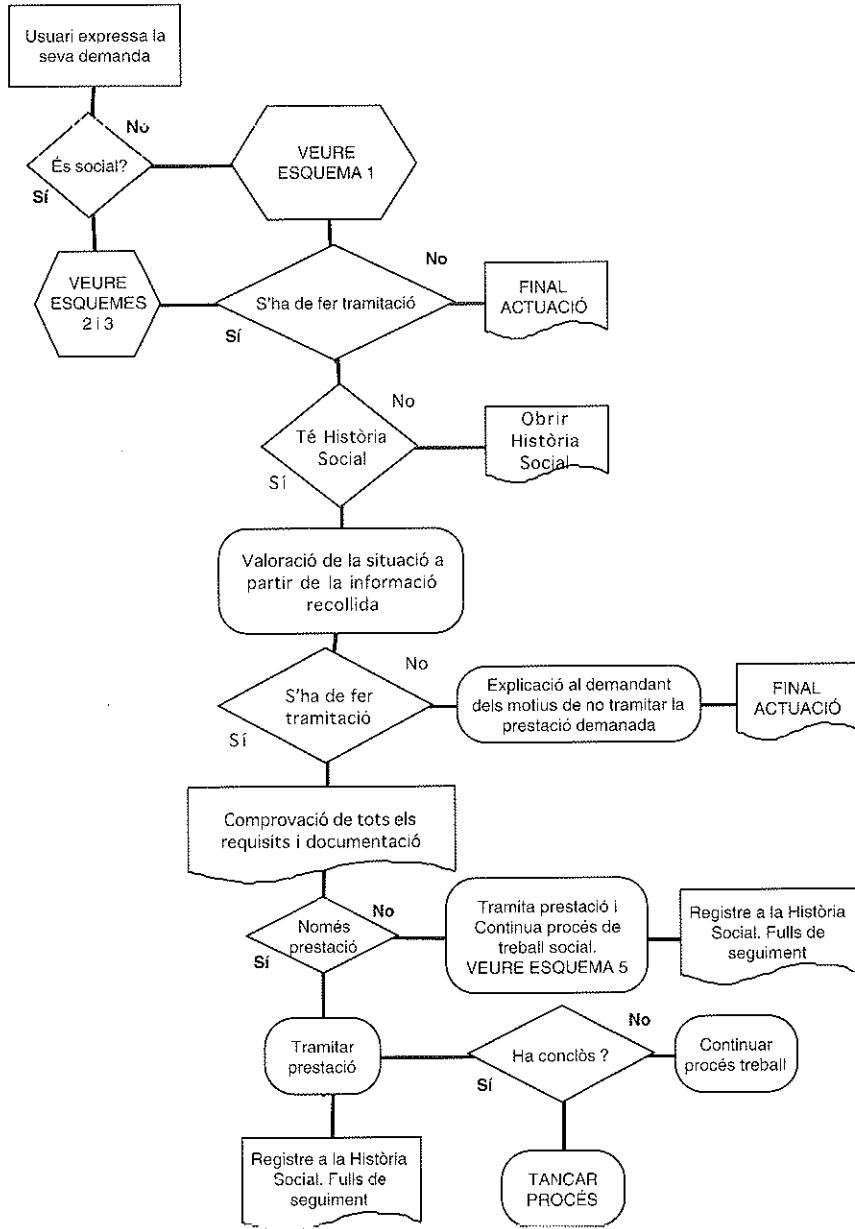 Usuari expressa la
seva demanda
No
És social?
Sí
VEURE
ESQUEMA 1
VEURE
ESQUEMES
2 i 3
S'ha de fer tramitació
No
Sí
FINAL
ACTUACIÓ
Té Història
Social
No
Sí
Obrir
Història
Social
Valoració de la situació a
partir de la informació
recollida
S'ha de fer
tramitació
No
Sí
Explicació al demandant
dels motius de no tramitar la
prestació demanada
FINAL
ACTUACIÓ
Comprovació de tots els
requisits i documentació
Només
prestació
No
Sí
Tramita prestació i
Continua procés de
treball social.
VEURE ESQUEMA 5
Registre a la Història
Social. Fulls de
seguiment
Tramitar
prestació
Ha conclòs ?
No
Sí
Continuar
procés treball
Registre a la Història
Social. Fulls de
seguiment
TANCAR
PROCÉS